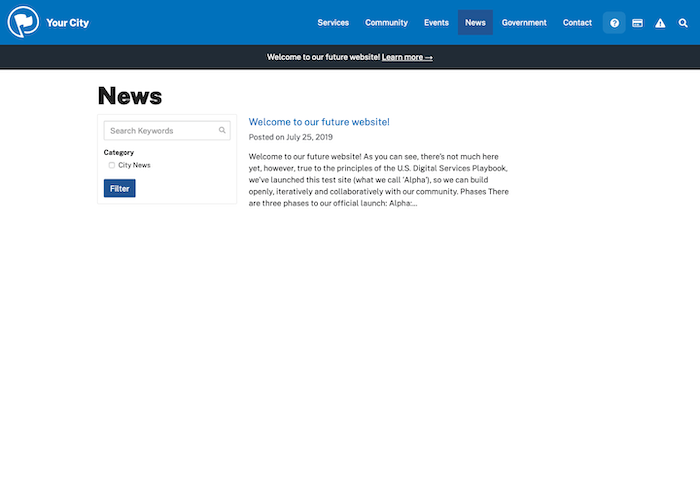 Your City
Services Community Events News Government Contact
Welcome to our future website! Learn more →
News
Search Keywords
Category
City News
Filter
Welcome to our future website!
Posted on July 25, 2019
Welcome to our future website! As you can see, there's not much here
yet, however, true to the principles of the U.S. Digital Services Playbook,
we've launched this test site (what we call 'Alpha'), so we can build
openly, iteratively and collaboratively with our community. Phases There
are three phases to our official launch: Alpha:...